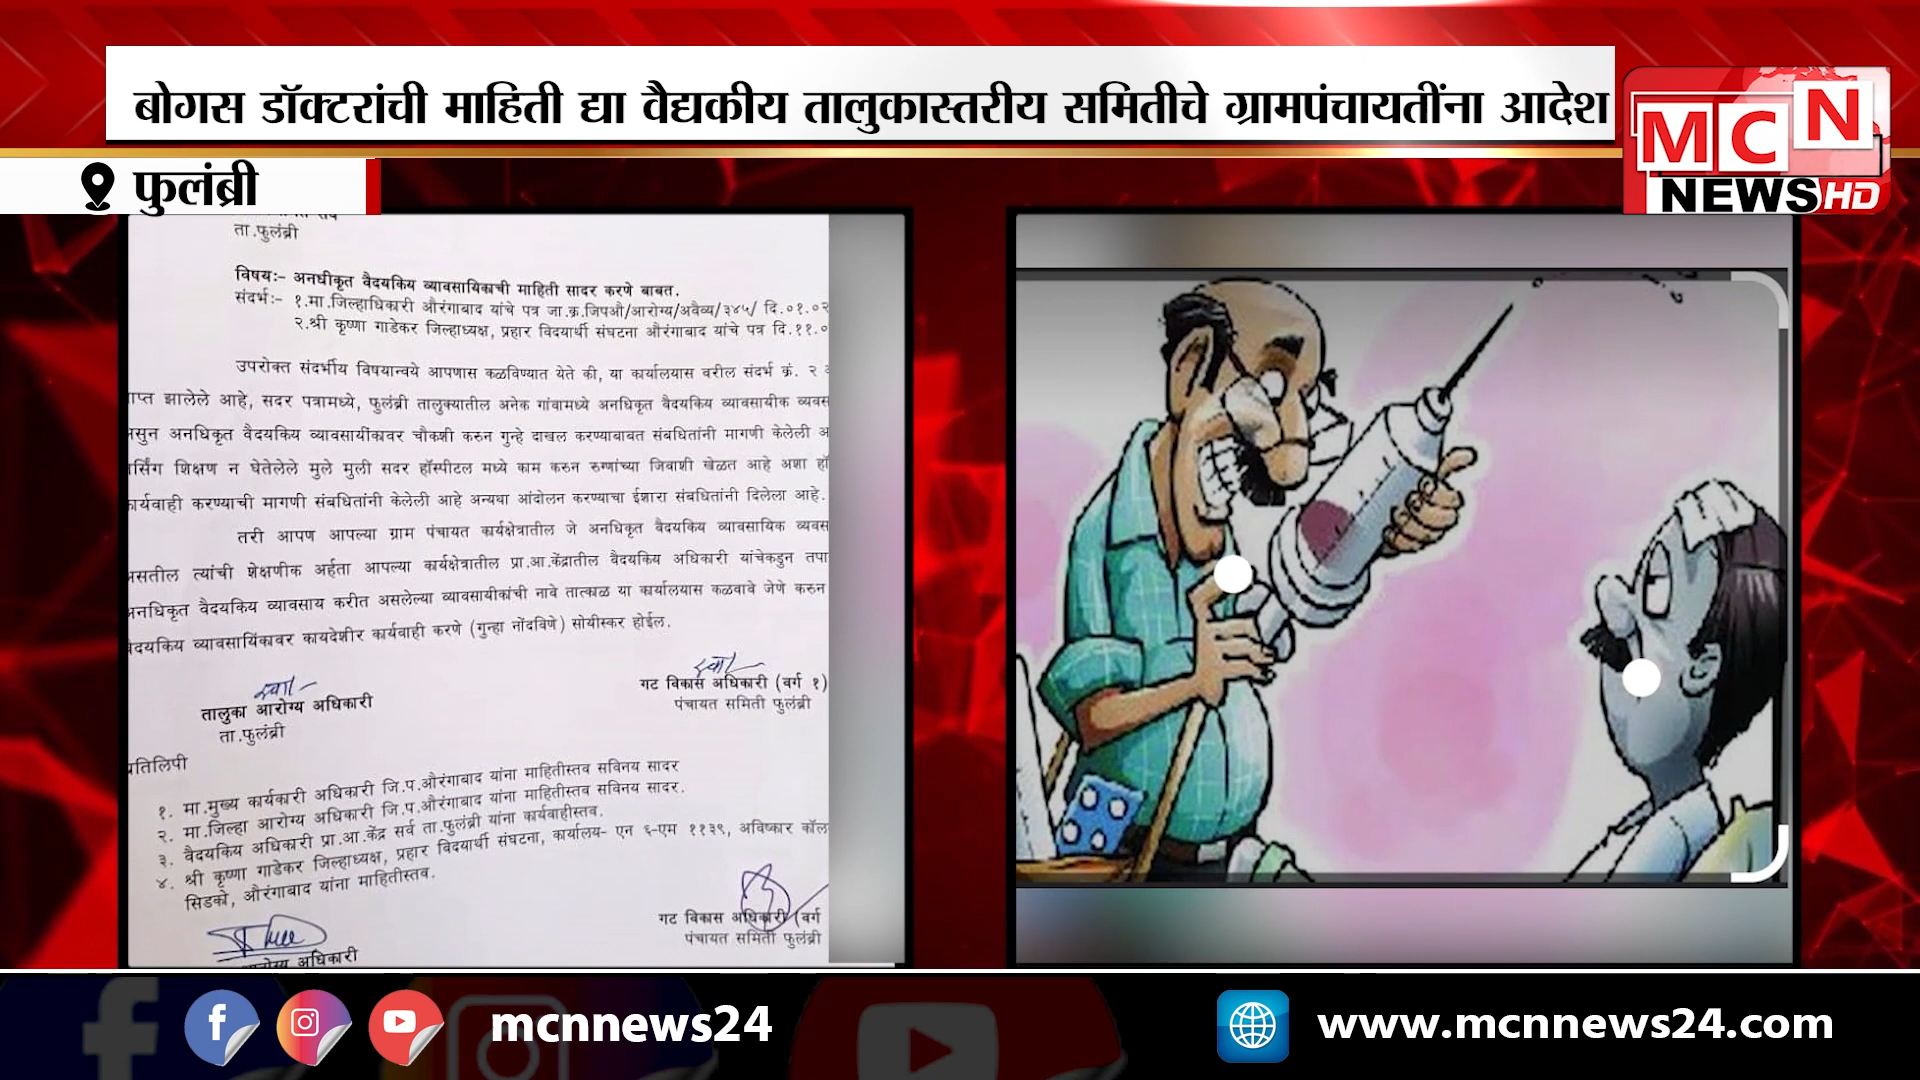 बोगस डॉक्टरांची माहिती द्या वैद्यकीय तालुकास्तरीय समितीचे ग्रामपंचायतींना आदेश
MCN
NEWS HD
फुलंब्री
ता.फुलंब्री
विषय:- अनधीकृत वैदयकिय व्यावसायिकाची माहिती सादर करणे बाबत.
संदर्भ:- १.मा.जिल्हाधिकारी औरंगाबाद यांचे पत्र जा.क्र.जिपऔ/आरोग्य/अवैव्य/३४५/ दि.०१.०२
२.श्री कृष्णा गाडेकर जिल्हाध्यक्ष, प्रहार विदयार्थी संघटना औरंगाबाद यांचे पत्र दि.११.०
उपरोक्त संदर्भीय विषयान्वये आपणास कळविण्यात येते की, या कार्यालयास वरील संदर्भ क्रं. २
झालेले आहे, सदर पत्रामध्ये, फुलंब्री तालुक्यातील अनेक गांवामध्ये अनधिकृत वैदयकिय व्यावसायीक व्यवस
असुन अनधिकृत वैदयकिय व्यावसायींकावर चौकशी करुन गुन्हे दाखल करण्याबाबत संबधितांनी मागणी केलेली
र्सिंग शिक्षण न घेतेलेले मुले मुली सदर हॉस्पीटल मध्ये काम करुन रुग्णांच्या जिवाशी खेळत आहे अशा हॉ
कार्यवाही करण्याची मागणी संबधितांनी केलेली आहे अन्यथा आंदोलन करण्याचा ईशारा संबधितांनी दिलेला आहे.
तरी आपण आपल्या ग्राम पंचायत कार्यक्षेत्रातील जे अनधिकृत वैदयकिय व्यावसायिक व्यवस
असतील त्यांची शेक्षणीक अर्हता आपल्या कार्यक्षेत्रातील प्रा.आ.केंद्रातील वैदयकिय अधिकारी यांचेकडुन तपा
अनधिकृत वैदयकिय व्यावसाय करीत असलेल्या व्यावसायीकांची नावे तात्काळ या कार्यालयास कळवावे जेणे करुन
वैदयकिय व्यावसायिंकावर कायदेशीर कार्यवाही करणे (गुन्हा नोंदविणे) सोयीस्कर होईल.
तालुका आरोग्य अधिकारी
ता.फुलंब्री
गट विकास अधिकारी (वर्ग १)
पंचायत समिती फुलंब्री
प्रतिलिपी
१. मा.मुख्य कार्यकारी अधिकारी जि.प.औरंगाबाद यांना माहितीस्तव सविनय सादर
२. मा.जिल्हा आरोग्य अधिकारी जि.प.औरंगाबाद यांना माहितीस्तव सविनय सादर.
३. वैदयकिय अधिकारी प्रा.आ.केंद्र सर्व ता.फुलंब्री यांना कार्यवाहीस्तव.
४. श्री कृष्णा गाडेकर जिल्हाध्यक्ष, प्रहार विदयार्थी संघटना, कार्यालय- एन ६-एम ११३९, अविष्कार कॉल
सिडको, औरंगाबाद यांना माहितीस्तव.
गट विकास अधिकारी (वर्ग
पंचायत समिती फुलंब्री
आरोग्य अधिकारी
mcnnews24
www.mcnnews24.com